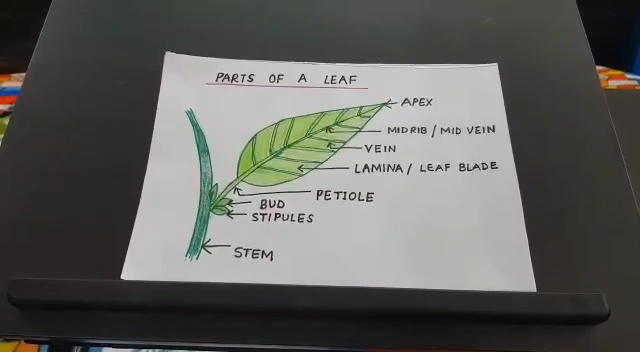 PARTS OF A LEAF
APEX
MIDRIB / MID VEIN
VEIN
LAMINA / LEAF BLADE
PETIOLE
BUD
STIPULES
STEM